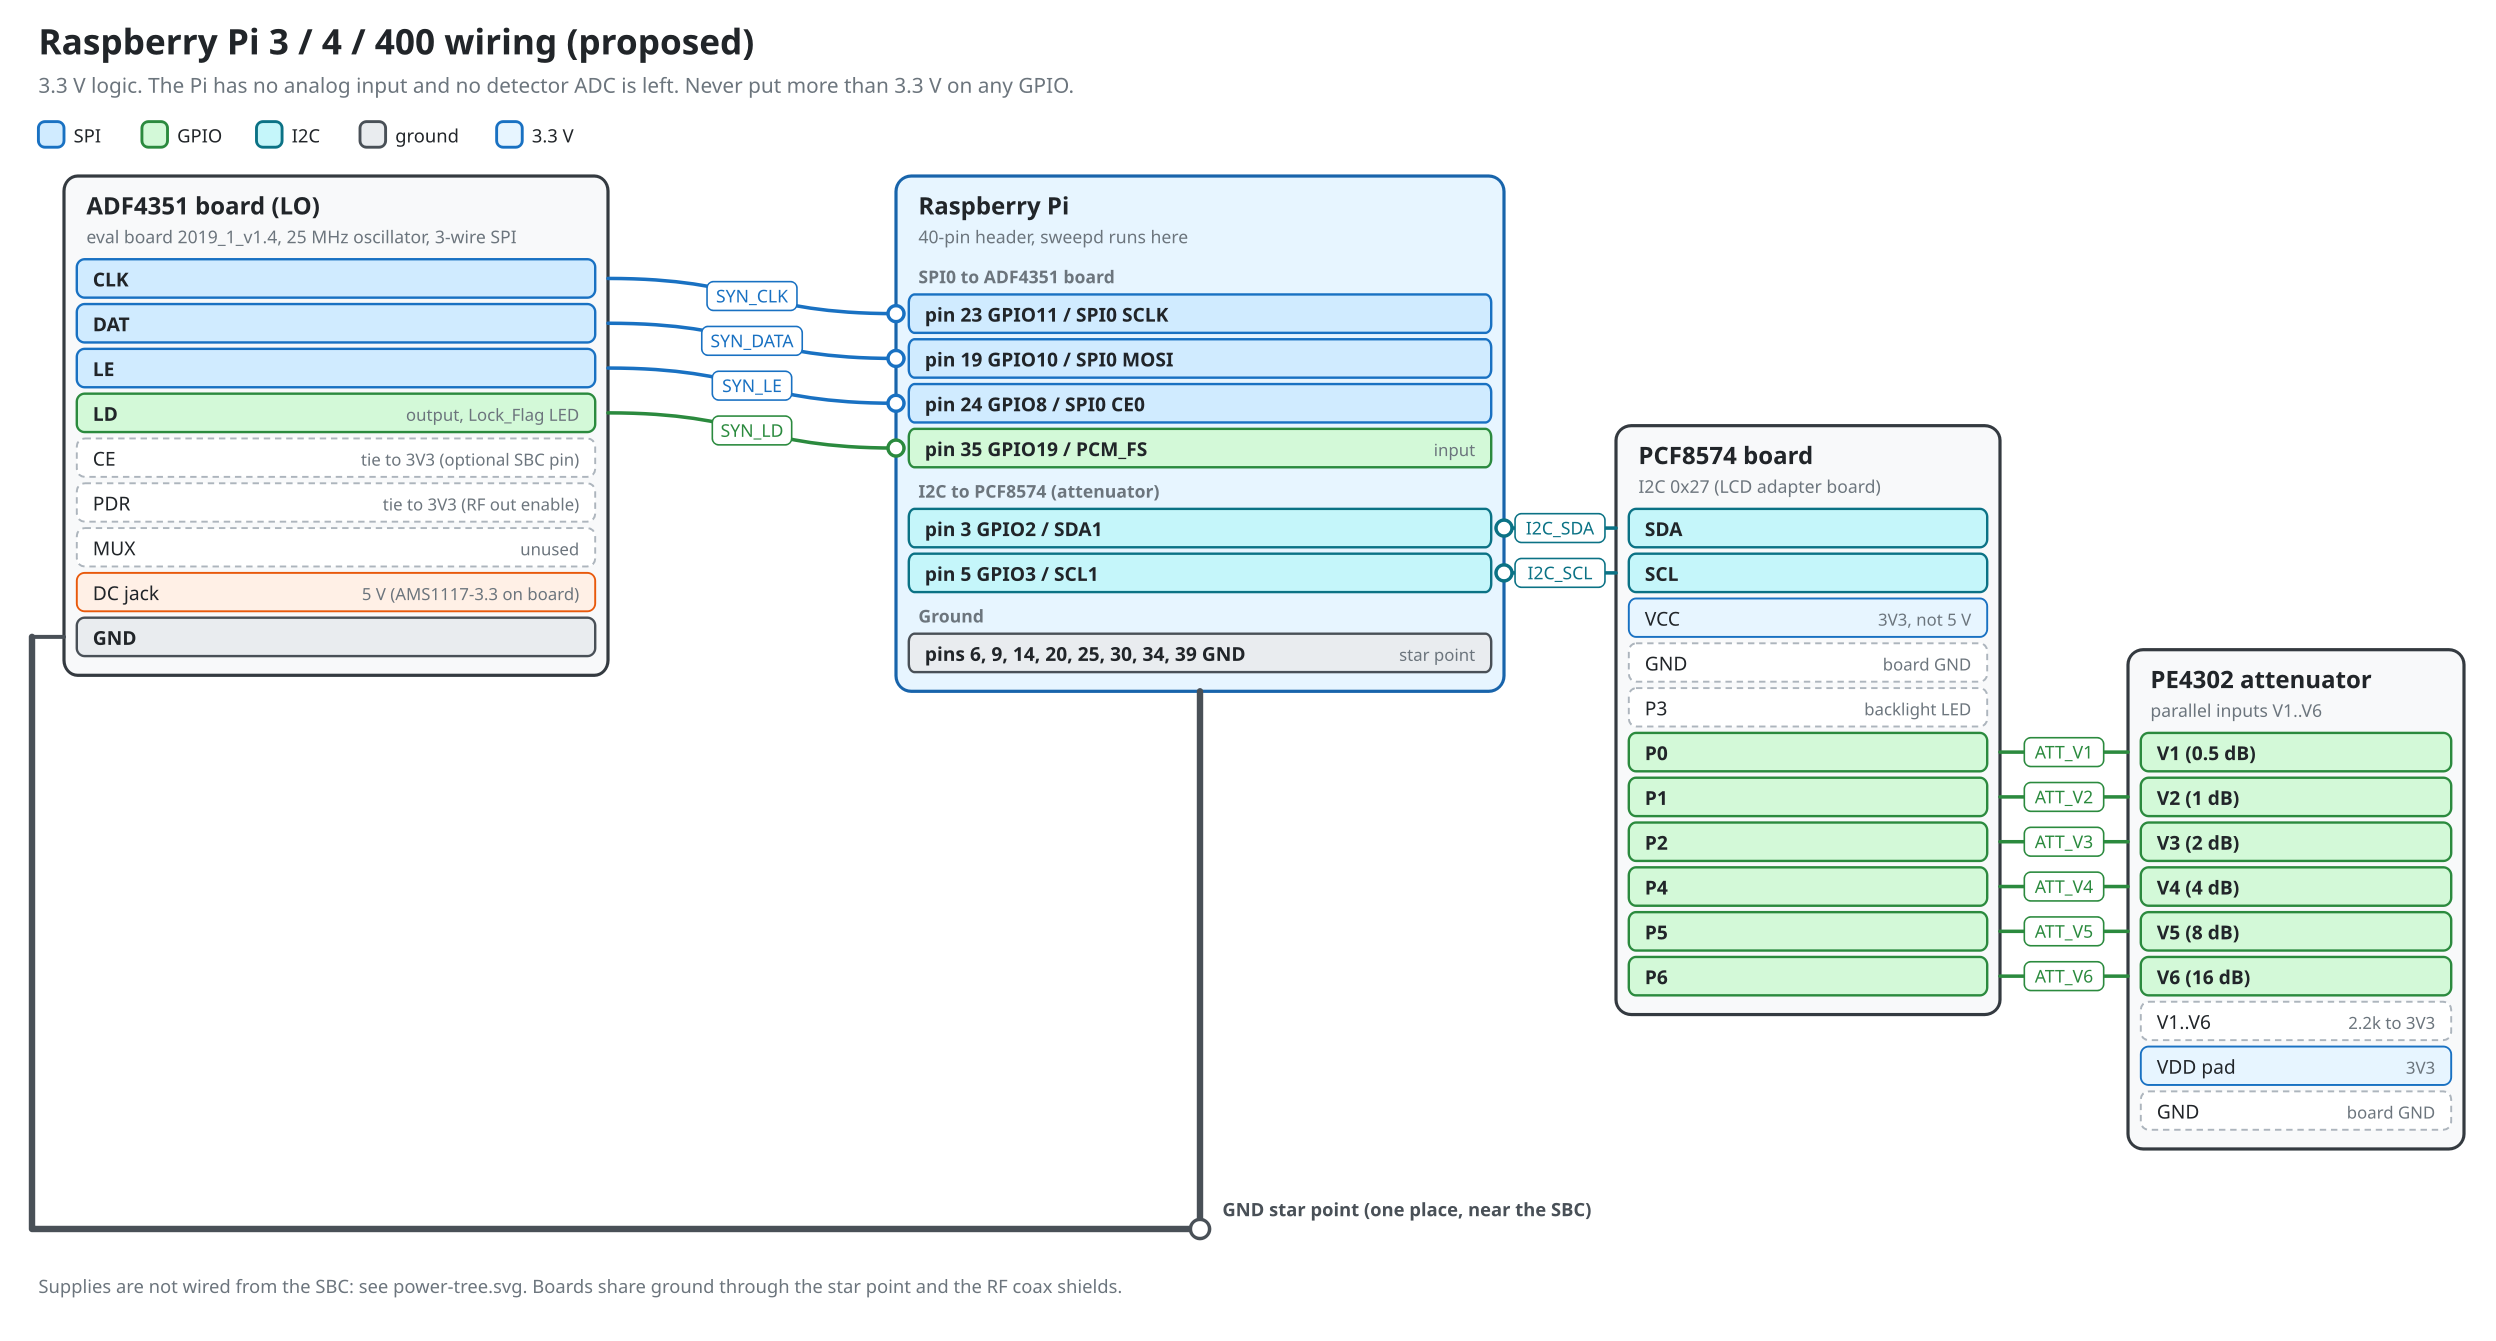 Raspberry Pi 3 / 4 / 400 wiring (proposed)
3.3 V logic. The Pi has no analog input and no detector ADC is left. Never put more than 3.3 V on any GPIO.
SPI
GPIO
I2C
ground
3.3 V
ADF4351 board (LO)
eval board 2019_1_v1.4, 25 MHz oscillator, 3-wire SPI
CLK
DAT
LE
LD output, Lock_Flag LED
CE tie to 3V3 (optional SBC pin)
PDR tie to 3V3 (RF out enable)
MUX unused
DC jack 5 V (AMS1117-3.3 on board)
GND
SYN_CLK
SYN_DATA
SYN_LE
SYN_LD
Raspberry Pi
40-pin header, sweepd runs here
SPI0 to ADF4351 board
pin 23 GPIO11 / SPI0 SCLK
pin 19 GPIO10 / SPI0 MOSI
pin 24 GPIO8 / SPI0 CE0
pin 35 GPIO19 / PCM_FS input
I2C to PCF8574 (attenuator)
pin 3 GPIO2 / SDA1
pin 5 GPIO3 / SCL1
Ground
pins 6, 9, 14, 20, 25, 30, 34, 39 GND star point
I2C_SDA
I2C_SCL
PCF8574 board
I2C 0x27 (LCD adapter board)
SDA
SCL
VCC 3V3, not 5 V
GND board GND
P3 backlight LED
P0
P1
P2
P4
P5
P6
ATT_V1
ATT_V2
ATT_V3
ATT_V4
ATT_V5
ATT_V6
PE4302 attenuator
parallel inputs V1..V6
V1 (0.5 dB)
V2 (1 dB)
V3 (2 dB)
V4 (4 dB)
V5 (8 dB)
V6 (16 dB)
V1..V6 2.2k to 3V3
VDD pad 3V3
GND board GND
GND star point (one place, near the SBC)
Supplies are not wired from the SBC: see power-tree.svg. Boards share ground through the star point and the RF coax shields.